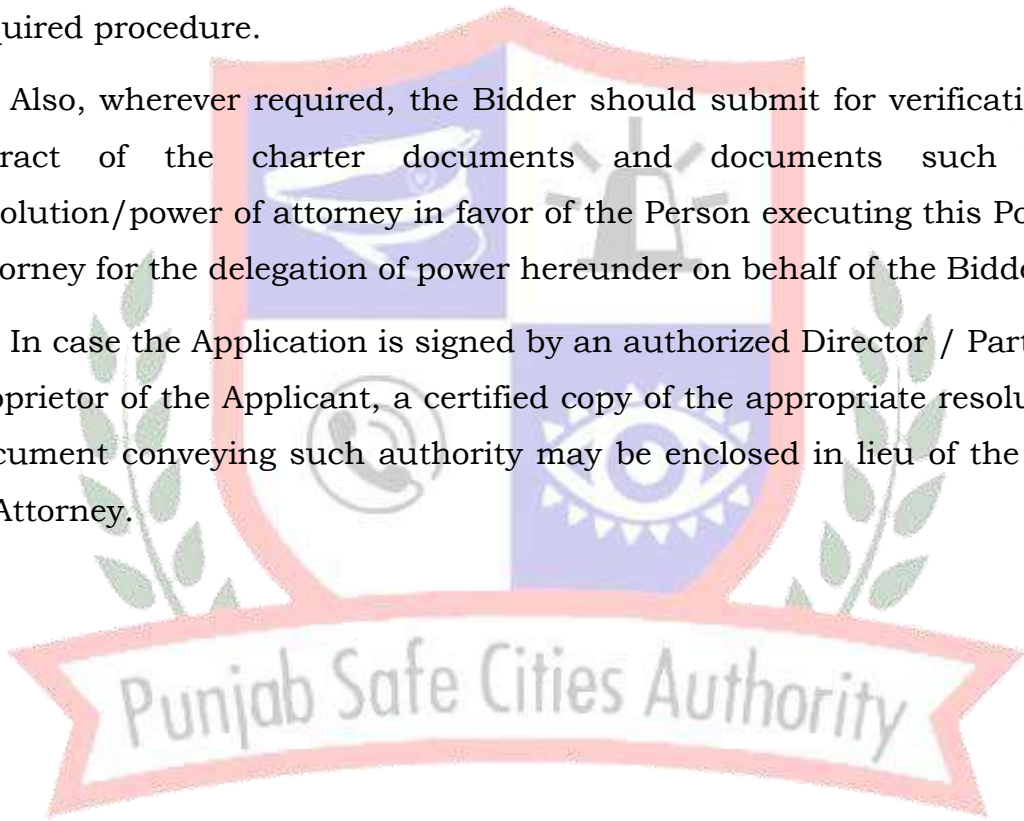 quired procedure.
Also, wherever required, the Bidder should submit for verificati
ract of the charter documents and documents such
olution/power of attorney in favor of the Person executing this Po
orney for the delegation of power hereunder on behalf of the Bidde
In case the Application is signed by an authorized Director / Part
oprietor of the Applicant, a certified copy of the appropriate resolu
cument conveying such authority may be enclosed in lieu of the
Attorney.
Punjab Safe Cities Authority